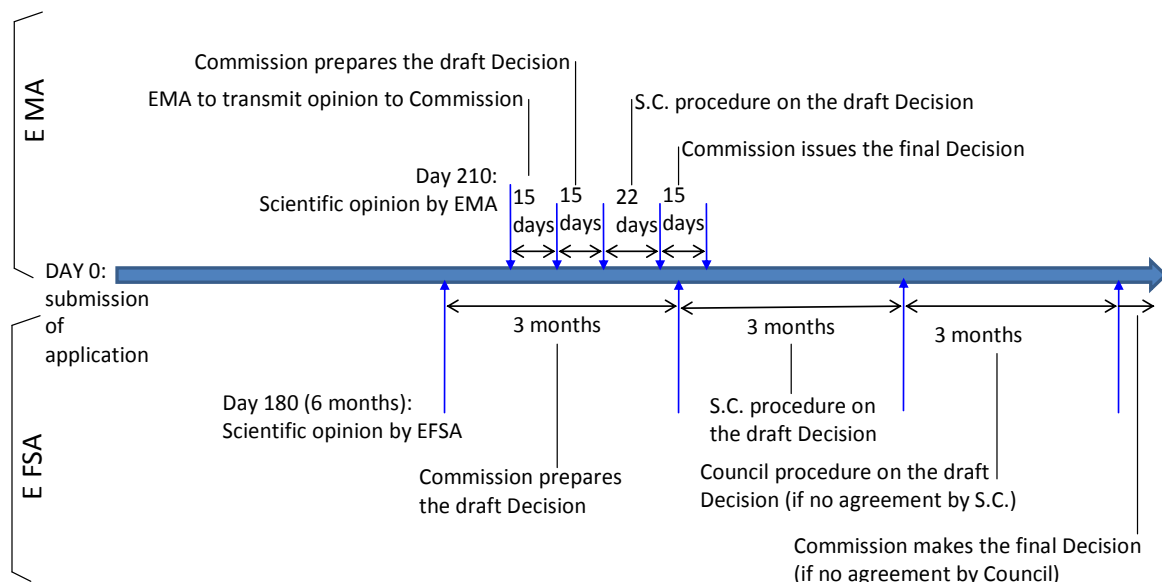 E MA
Commission prepares the draft Decision
EMA to transmit opinion to Commission
S.C. procedure on the draft Decision
Commission issues the final Decision
Day 210:
Scientific opinion by EMA
15
days
15
days
22
days
15
days
DAY 0:
submission
of
application
3 months
3 months
3 months
E FSA
Day 180 (6 months):
Scientific opinion by EFSA
S.C. procedure on
the draft Decision
Commission prepares
the draft Decision
Council procedure on the draft
Decision (if no agreement by S.C.)
Commission makes the final Decision
(if no agreement by Council)